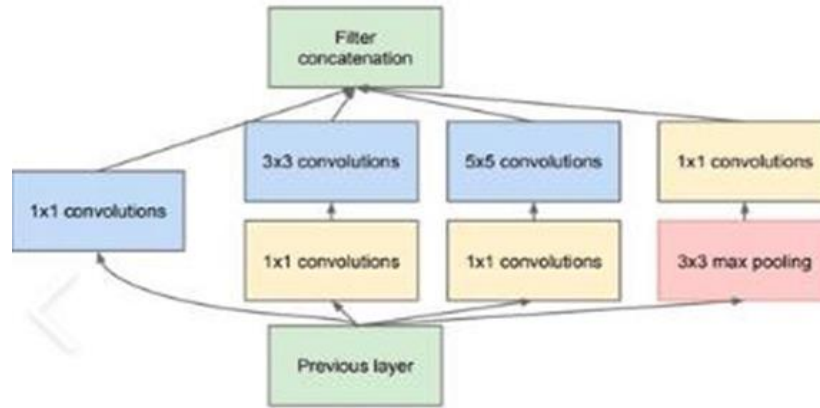 Filter
concatenation
3x3 convolutions
5x5 convolutions
1x1 convolutions
1x1 convolutions
1x1 convolutions
1x1 convolutions
3x3 max pooling
Previous layer